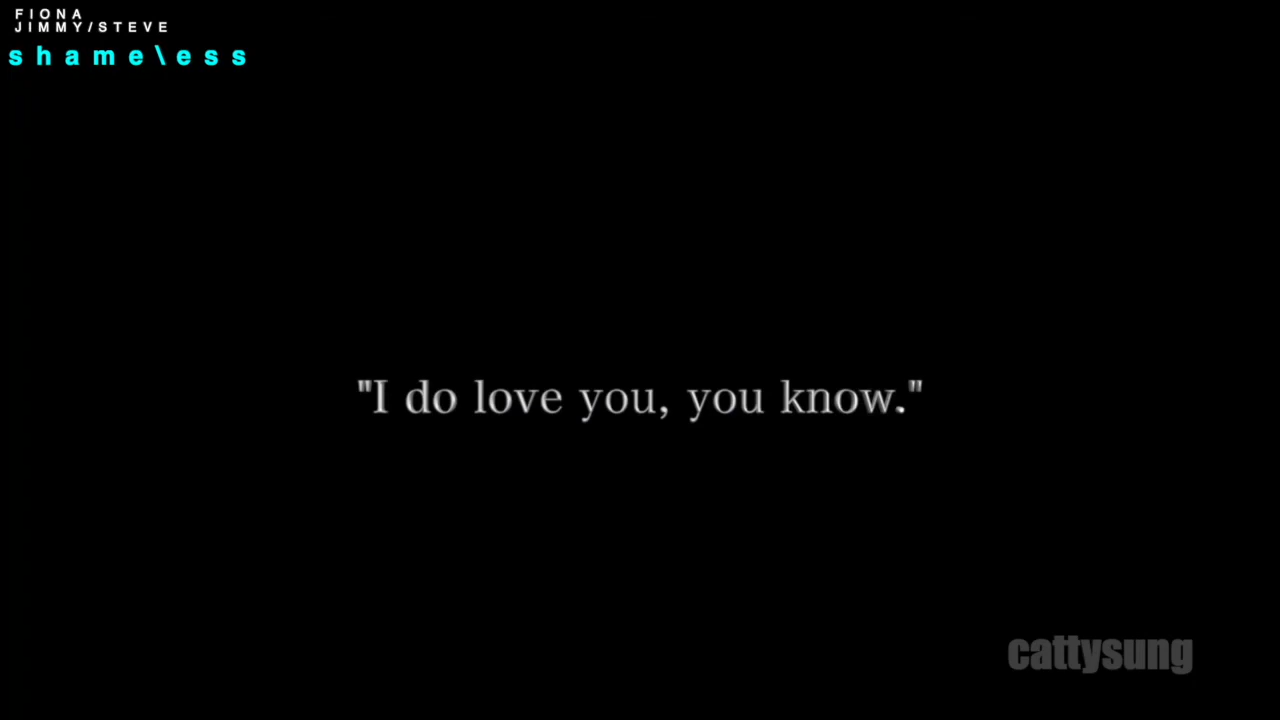 FIONA
JIMMY/STEVE
shame\ess
"I do love you, you know."
cattysung